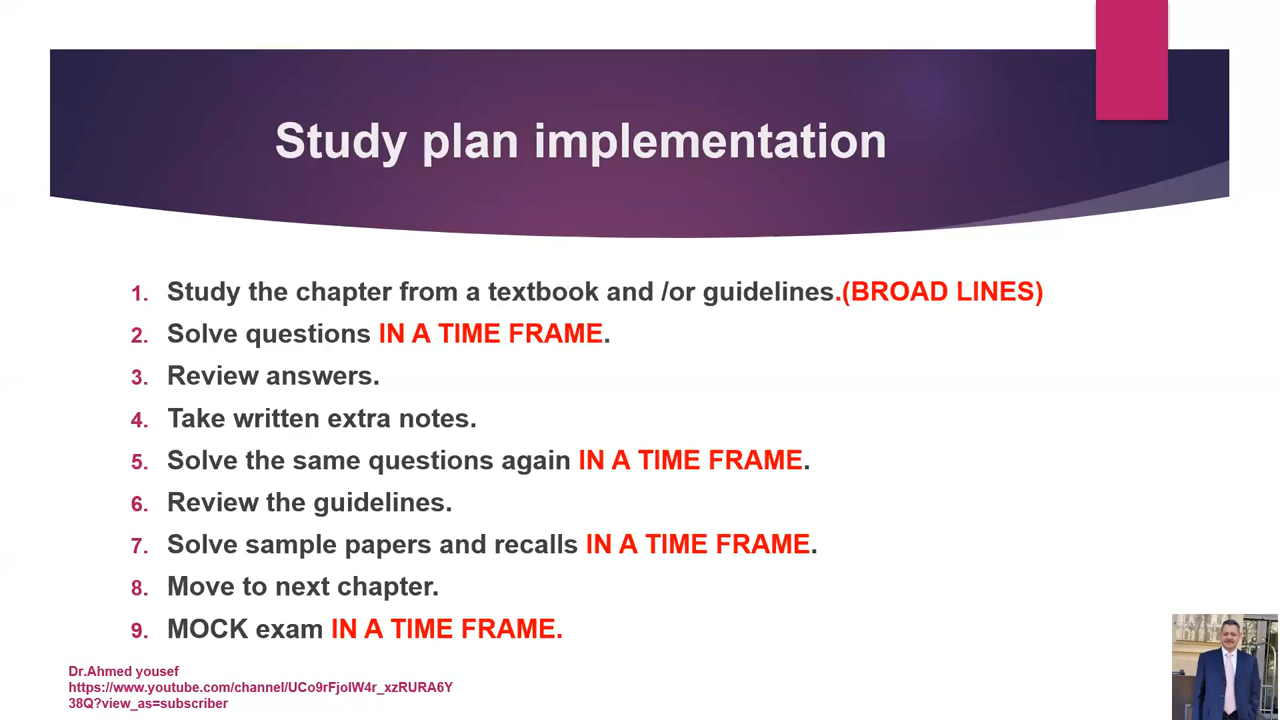 Study plan implementation
1. Study the chapter from a textbook and /or guidelines.(BROAD LINES)
2. Solve questions IN A TIME FRAME.
3. Review answers.
4. Take written extra notes.
5. Solve the same questions again IN A TIME FRAME.
6. Review the guidelines.
7. Solve sample papers and recalls IN A TIME FRAME.
8. Move to next chapter.
9. MOCK exam IN A TIME FRAME.
Dr.Ahmed yousef
https://www.youtube.com/channel/UCo9rFjolW4r_xzRURA6Y
38Q?view_as=subscriber